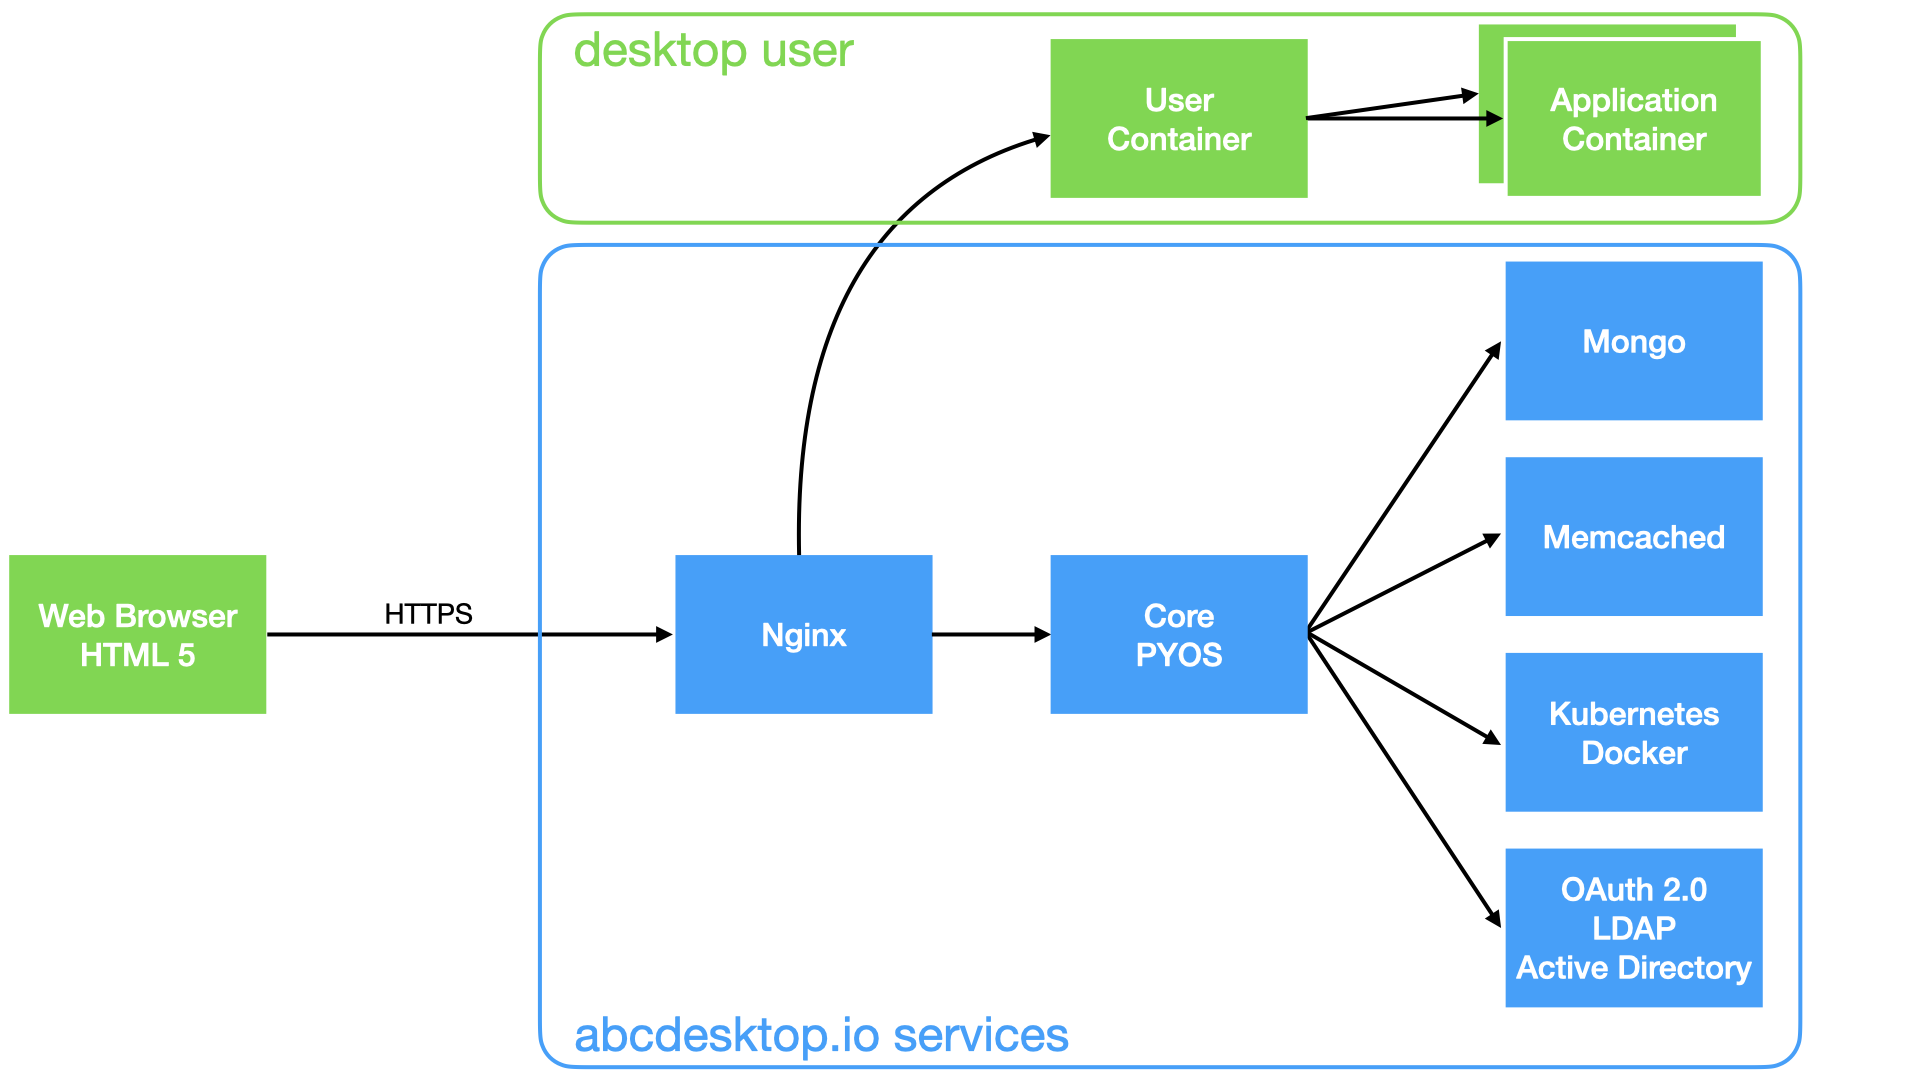 desktop user
User
Container
Application
Container
Mongo
Memcached
Web Browser
HTML 5
HTTPS
Nginx
Core
PYOS
Kubernetes
Docker
OAuth 2.0
LDAP
Active Directory
abcdesktop.io services